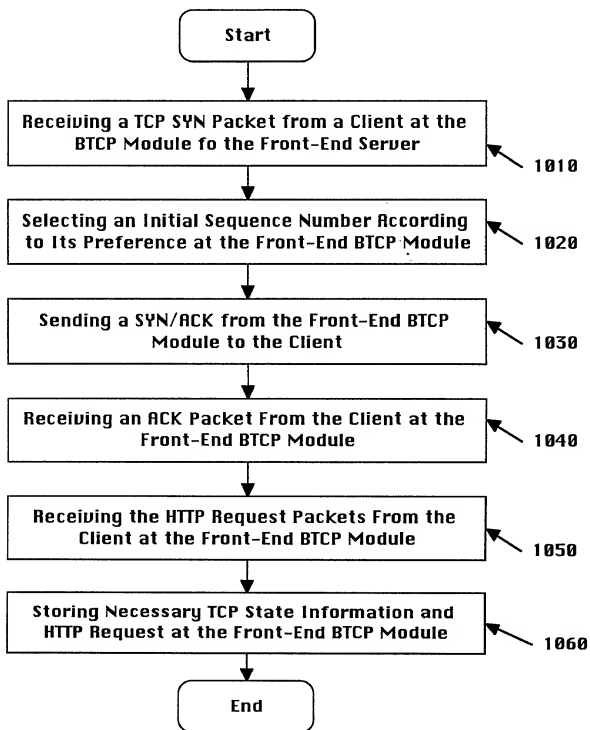 Start
Receiving a TCP SYN Packet from a Client at the
BTCP Module fo the Front-End Server
1010
Selecting an Initial Sequence Number According
to Its Preference at the Front-End BTCP Module
1020
Sending a SYN/ACK from the Front-End BTCP
Module to the Client
1030
Receiving an ACK Packet From the Client at the
Front-End BTCP Module
1040
Receiving the HTTP Request Packets From the
Client at the Front-End BTCP Module
1050
Storing Necessary TCP State Information and
HTTP Request at the Front-End BTCP Module
1060
End